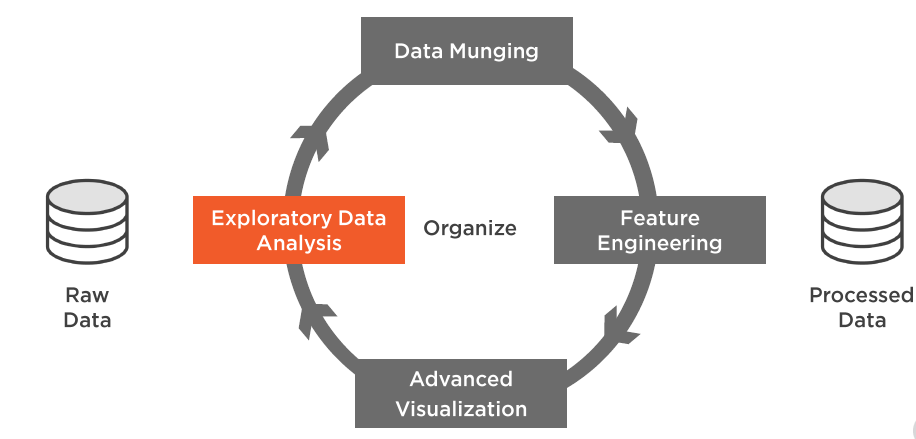 Data Munging
Exploratory Data
Analysis
Organize
Feature
Engineering
Raw
Data
Processed
Data
Advanced
Visualization